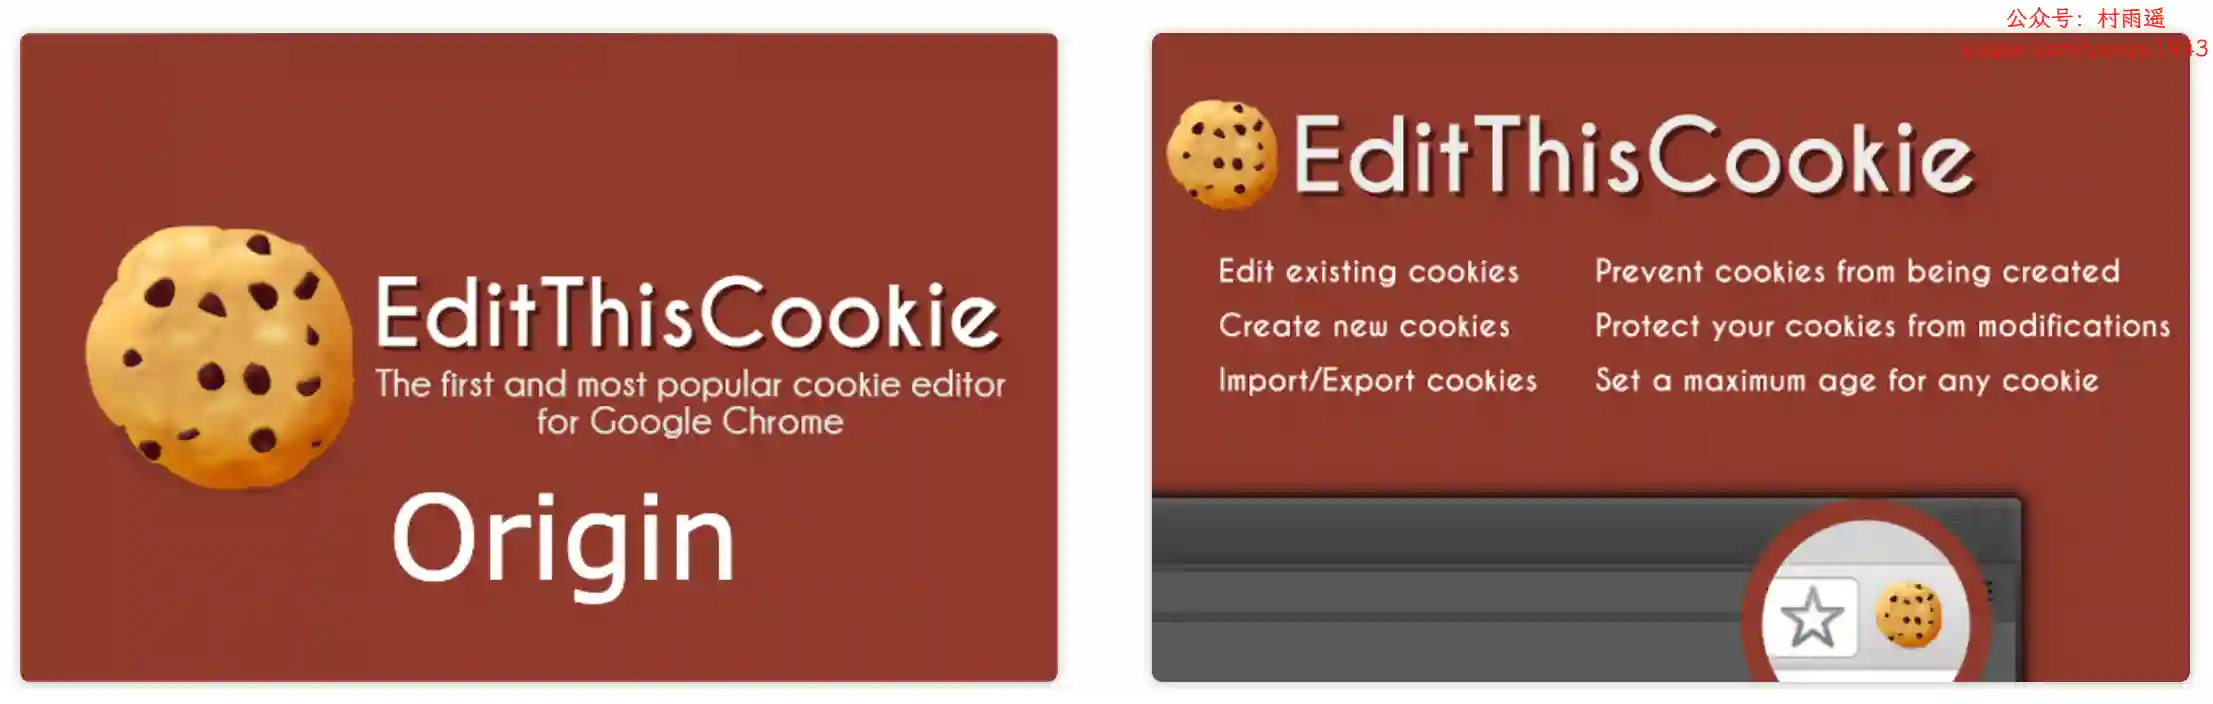 公众号：村雨遥
EditThisCookie
The first and most popular cookie editor
for Google Chrome
Origin
EditThisCookie
Edit existing cookies
Create new cookies
Import/Export cookies
Prevent cookies from being created
Protect your cookies from modifications
Set a maximum age for any cookie